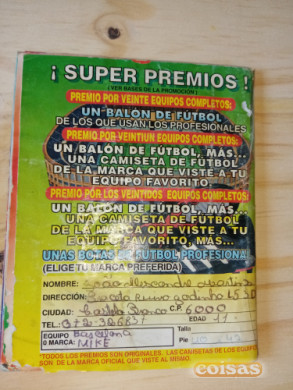 ¡ SUPER PREMIOS !
(VER BASES DE LA PROMOCION)
PREMIO POR VEINTE EQUIPOS COMPLETOS:
UN BALÓN DE FÚTBOL
DE LOS QUE USAN LOS PROFESIONALES
PREMIO POR VEINTIUN EQUIPOS COMPLETOS:
UN BALÓN DE FÚTBOL, MÁS...
UNA CAMISETA DE FÚTBOL
DE LA MARCA QUE VISTE A TU
EQUIPO FAVORITO
PREMIO POR LOS VEINTIDOS EQUIPOS COMPLETOS:
UN BALÓN DE FÚTBOL, MÁS...
UNA CAMISETA DE FÚTBOL
DE LA MARCA QUE VISTE A TU
EQUIPO FAVORITO, MÁS...
UNAS BOTAS DE FÚTBOL PROFESIONAL
(ELIGE TU MARCA PREFERIDA)
NOMBRE:
DIRECCIÓN:
CIUDAD: Castelo Branco C.P. 6000
TEL.: EDAD 11
EQUIPO Talla
O MARCA: NIKE Pie
*TODOS LOS PREMIOS SON ORIGINALES. LAS CAMISETAS DE LOS EQUIPOS
SON DE LA MARCA QUE VISTE AL MISMO.
coisas